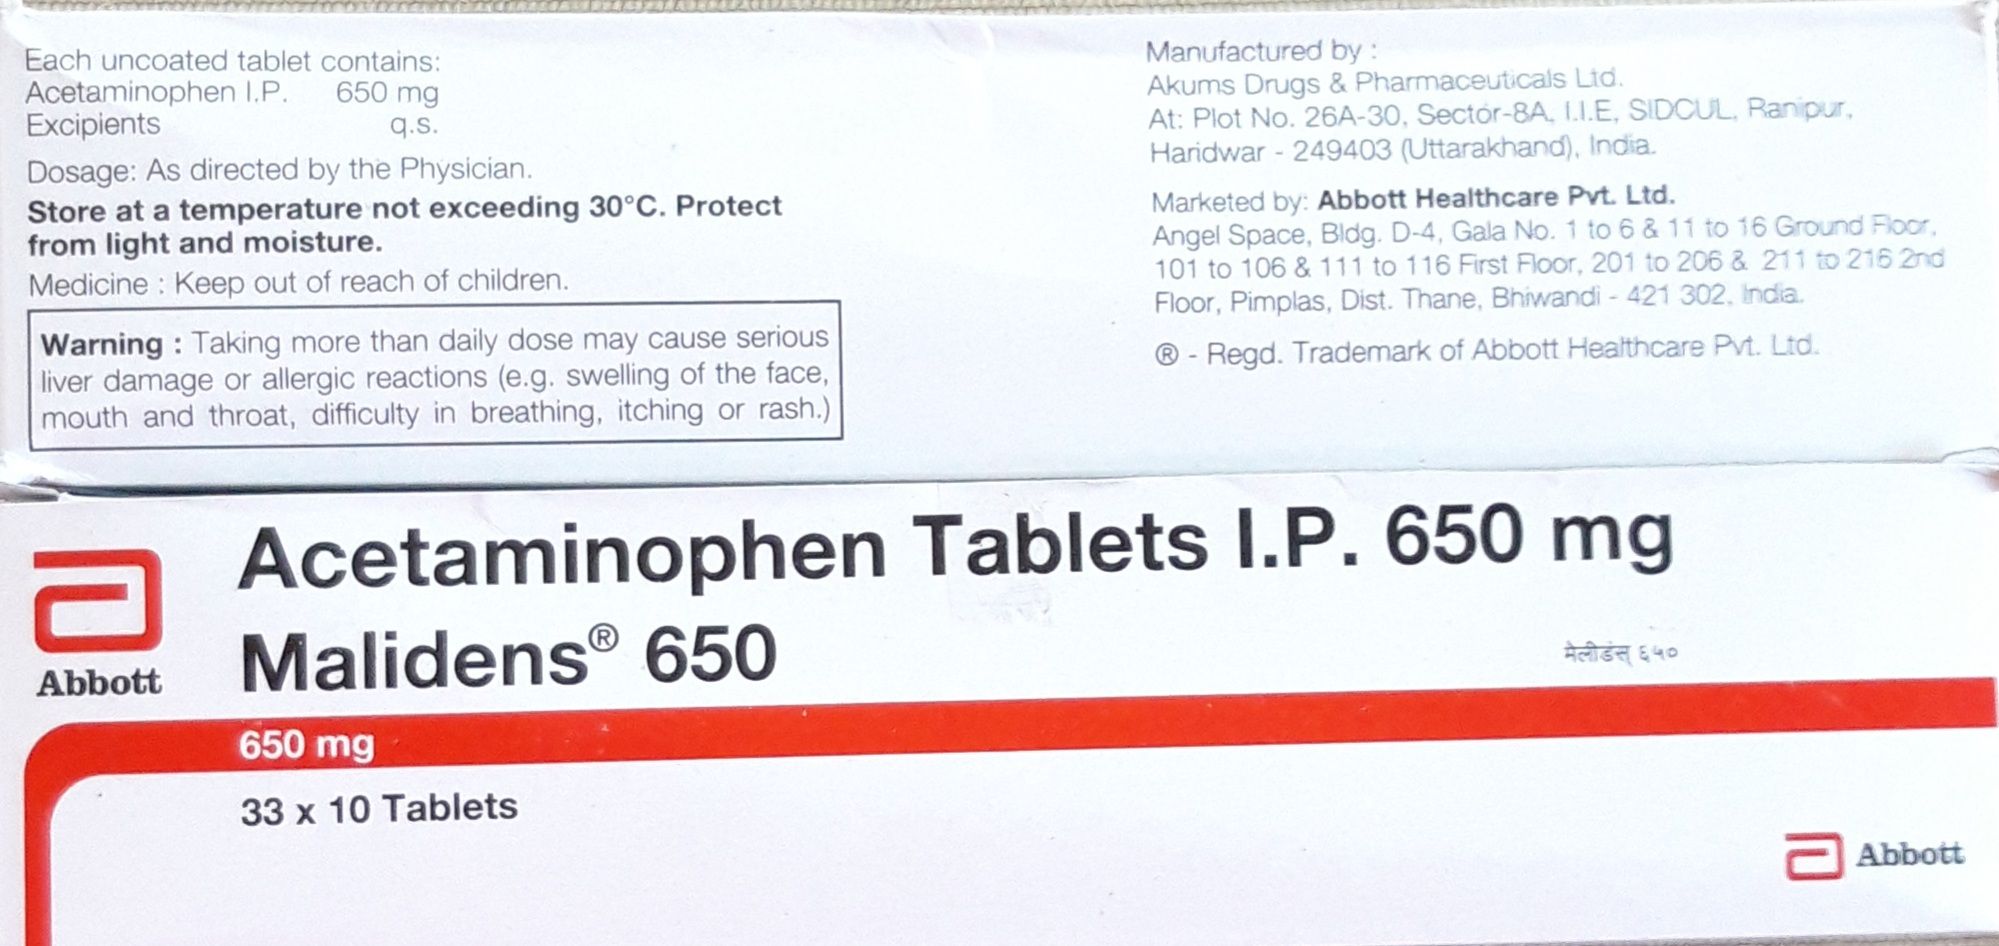 Each uncoated tablet contains:
Acetaminophen I.P. 650 mg
Excipients q.s.
Dosage: As directed by the Physician.
Store at a temperature not exceeding 30°C. Protect
from light and moisture.
Medicine : Keep out of reach of children.
Warning : Taking more than daily dose may cause serious
liver damage or allergic reactions (e.g. swelling of the face,
mouth and throat, difficulty in breathing, itching or rash.)
Manufactured by :
Akums Drugs & Pharmaceuticals Ltd.
At: Plot No. 26A-30, Sector-8A, I.I.E, SIDCUL, Ranipur,
Haridwar - 249403 (Uttarakhand), India.
Marketed by: Abbott Healthcare Pvt. Ltd.
Angel Space, Bldg. D-4, Gala No. 1 to 6 & 11 to 16 Ground Floor,
101 to 106 & 111 to 116 First Floor, 201 to 206 & 211 to 216 2nd
Floor, Pimplas, Dist. Thane, Bhiwandi - 421 302, India.
® - Regd. Trademark of Abbott Healthcare Pvt. Ltd.
Abbott
Acetaminophen Tablets I.P. 650 mg
Malidens® 650
मेलीडंस् ६५०
650 mg
33 x 10 Tablets
Abbott